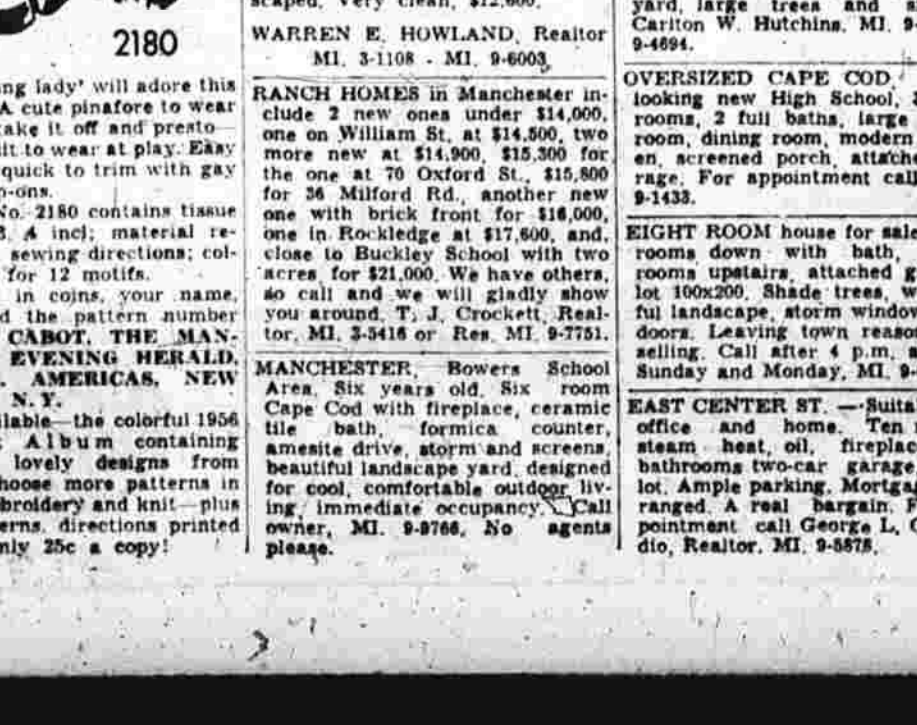 2180
ng lady' will adore this
A cute pinafore to wear
ake it off and presto—
it to wear at play. Easy
quick to trim with gay
-ons.
No. 2180 contains tissue
3, 4 incl; material re-
sewing directions; col-
for 12 motifs.
in coins, your name,
d the pattern number
CABOT, THE MAN-
EVENING HERALD,
AMERICAS, NEW
N. Y.
ilable—the colorful 1956
Album containing
lovely designs from
hoose more patterns in
broidery and knit—plus
erns, directions printed
nly 25c a copy!
scaped. Very clean, $12,600.
WARREN E. HOWLAND, Realtor
MI. 3-1108 - MI. 9-6003
RANCH HOMES in Manchester in-
clude 2 new ones under $14,000,
one on William St. at $14,500, two
more new at $14,900, $15,300 for
the one at 70 Oxford St., $15,800
for 36 Milford Rd., another new
one with brick front for $16,000,
one in Rockledge at $17,600, and,
close to Buckley School with two
acres, for $21,000. We have others,
so call and we will gladly show
you around. T. J. Crockett, Real-
tor, MI. 3-5416 or Res. MI. 9-7751.
MANCHESTER, Bowers School
Area. Six years old. Six room
Cape Cod with fireplace, ceramic
tile bath, formica counter,
amesite drive, storm and screens,
beautiful landscape yard, designed
for cool, comfortable outdoor liv-
ing, immediate occupancy. Call
owner, MI. 9-9766. No agents
please.
yard, large trees and
Carlton W. Hutchins, MI. 9-
9-4694.
OVERSIZED CAPE COD
looking new High School,
rooms, 2 full baths, large
room, dining room, modern
en, screened porch, attache
rage. For appointment call
9-1433.
EIGHT ROOM house for sale
rooms down with bath,
rooms upstairs, attached g
lot 100x200. Shade trees, w
ful landscape, storm window
doors. Leaving town reaso
selling. Call after 4 p.m.
Sunday and Monday, MI. 9-
EAST CENTER ST. — Suita
office and home. Ten
steam heat, oil, fireplac
bathrooms two-car garage
lot. Ample parking. Mortga
ranged. A real bargain.
pointment call George L.
dio, Realtor. MI. 9-5878.